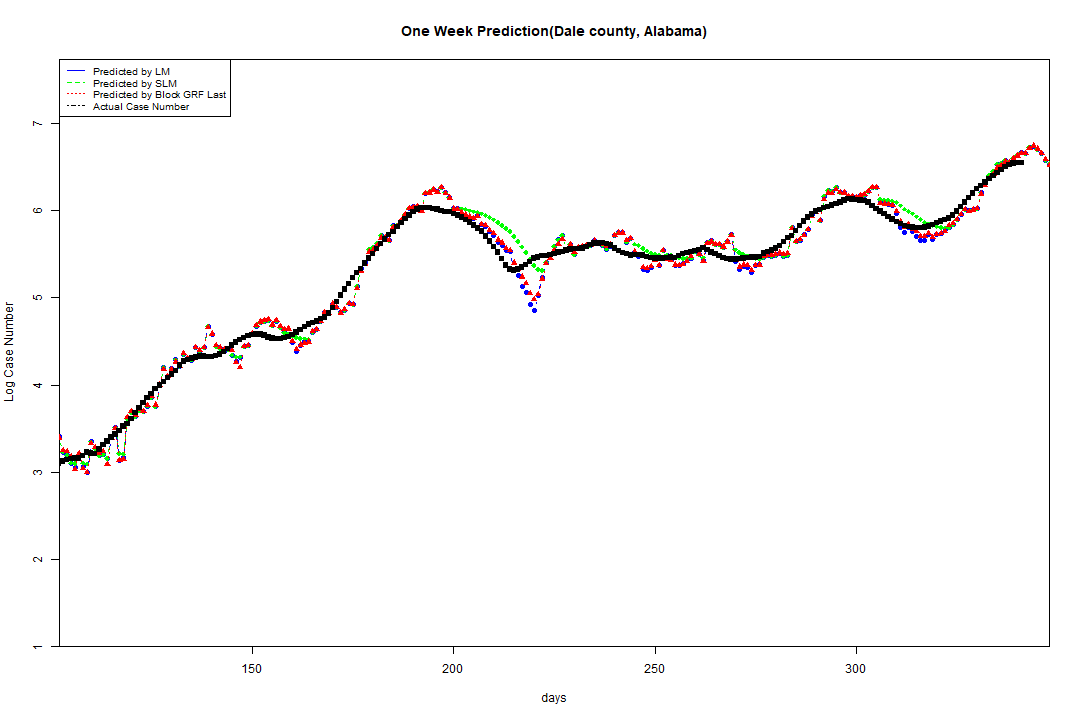 One Week Prediction(Dale county, Alabama)
Predicted by LM
Predicted by SLM
Predicted by Block GRF Last
Actual Case Number
7
6
5
4
3
2
1
Log Case Number
150 200 250 300
days